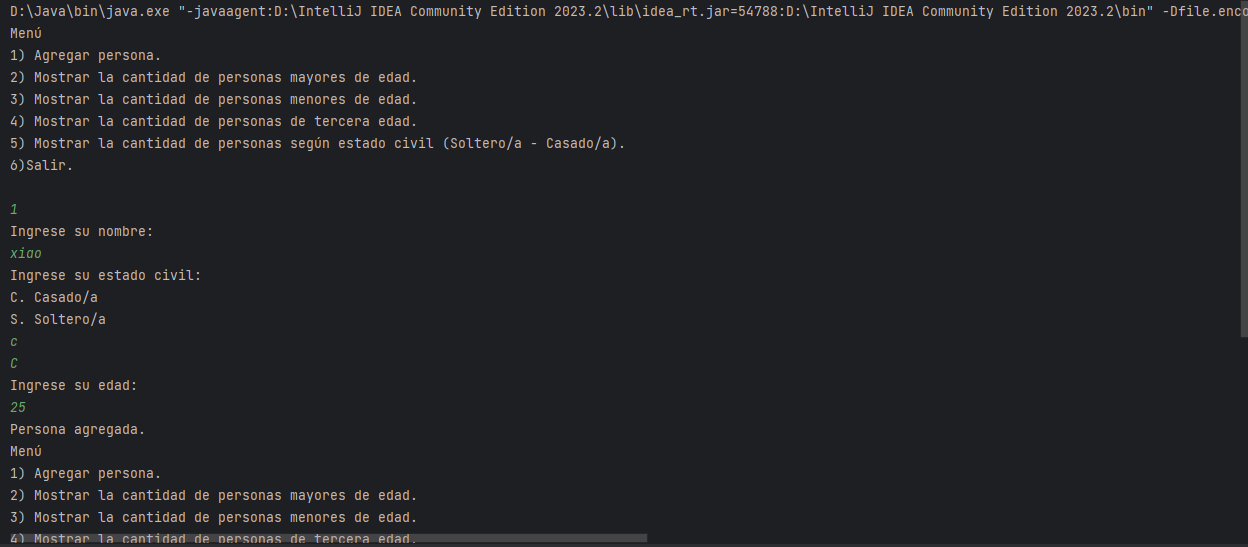 D:\Java\bin\java.exe "-javaagent:D:\IntelliJ IDEA Community Edition 2023.2\lib\idea_rt.jar=54788:D:\IntelliJ IDEA Community Edition 2023.2\bin" -Dfile.enco
Menú
1) Agregar persona.
2) Mostrar la cantidad de personas mayores de edad.
3) Mostrar la cantidad de personas menores de edad.
4) Mostrar la cantidad de personas de tercera edad.
5) Mostrar la cantidad de personas según estado civil (Soltero/a - Casado/a).
6)Salir.
1
Ingrese su nombre:
xiao
Ingrese su estado civil:
C. Casado/a
S. Soltero/a
c
C
Ingrese su edad:
25
Persona agregada.
Menú
1) Agregar persona.
2) Mostrar la cantidad de personas mayores de edad.
3) Mostrar la cantidad de personas menores de edad.
4) Mostrar la cantidad de personas de tercera edad.